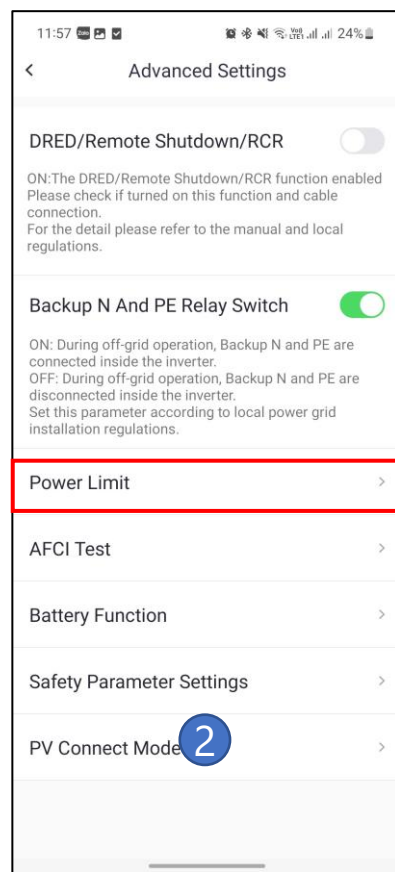 11:57 24%
Advanced Settings
DRED/Remote Shutdown/RCR
ON:The DRED/Remote Shutdown/RCR function enabled
Please check if turned on this function and cable
connection.
For the detail please refer to the manual and local
regulations.
Backup N And PE Relay Switch
ON: During off-grid operation, Backup N and PE are
connected inside the inverter.
OFF: During off-grid operation, Backup N and PE are
disconnected inside the inverter.
Set this parameter according to local power grid
installation regulations.
Power Limit
AFCI Test
Battery Function
Safety Parameter Settings
PV Connect Mode 2